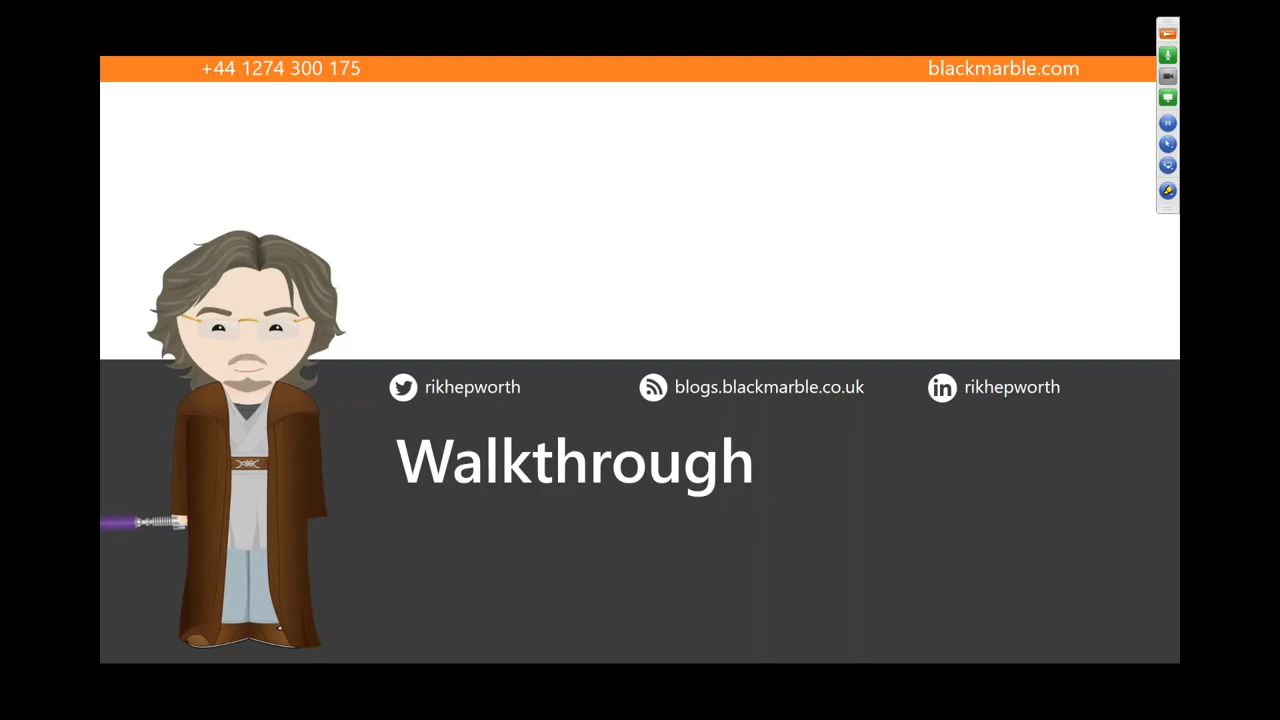 +44 1274 300 175
blackmarble.com
rikhepworth
blogs.blackmarble.co.uk
rikhepworth
Walkthrough